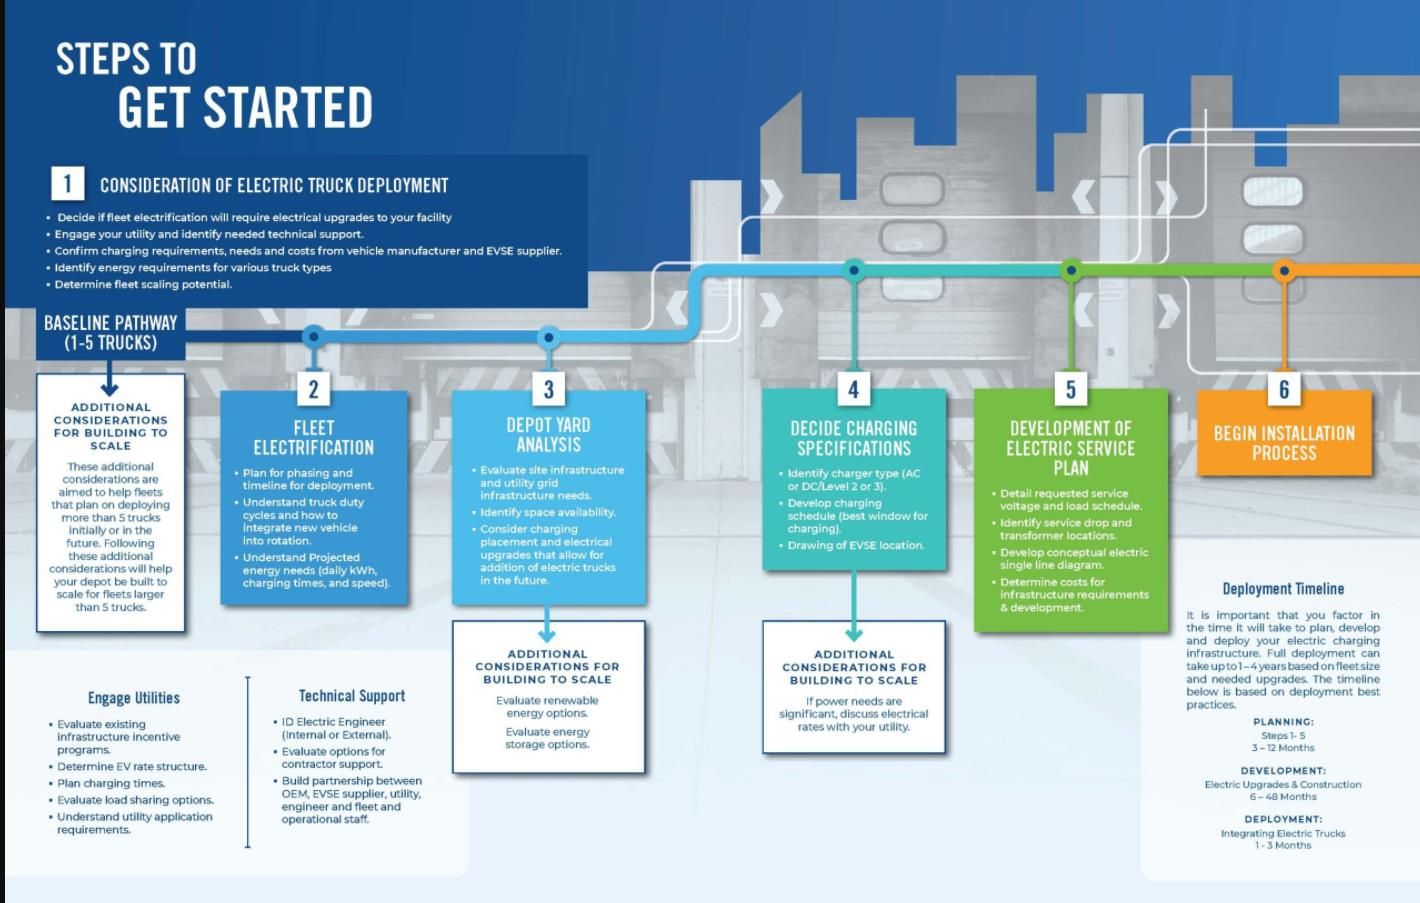 STEPS TO
GET STARTED
1
CONSIDERATION OF ELECTRIC TRUCK DEPLOYMENT
• Decide if fleet electrification will require electrical upgrades to your facility
• Engage your utility and identify needed technical support.
• Confirm charging requirements, needs and costs from vehicle manufacturer and EVSE supplier.
• Identify energy requirements for various truck types
• Determine fleet scaling potential.
BASELINE PATHWAY
(1-5 TRUCKS)
ADDITIONAL
CONSIDERATIONS
FOR BUILDING TO
SCALE
These additional
considerations are
aimed to help fleets
that plan on deploying
more than 5 trucks
initially or in the
future. Following
these additional
considerations will help
your depot be built to
scale for fleets larger
than 5 trucks.
2
FLEET
ELECTRIFICATION
• Plan for phasing and
timeline for deployment.
• Understand truck duty
cycles and how to
integrate new vehicle
into rotation.
• Understand Projected
energy needs (daily kWh,
charging times, and speed).
3
DEPOT YARD
ANALYSIS
• Evaluate site infrastructure
and utility grid
infrastructure needs.
• Identify space availability.
• Consider charging
placement and electrical
upgrades that allow for
addition of electric trucks
in the future.
ADDITIONAL
CONSIDERATIONS FOR
BUILDING TO SCALE
Evaluate renewable
energy options.
Evaluate energy
storage options.
4
DECIDE CHARGING
SPECIFICATIONS
• Identify charger type (AC
or DC/Level 2 or 3).
• Develop charging
schedule (best window for
charging).
• Drawing of EVSE location.
ADDITIONAL
CONSIDERATIONS FOR
BUILDING TO SCALE
If power needs are
significant, discuss electrical
rates with your utility.
5
DEVELOPMENT OF
ELECTRIC SERVICE
PLAN
• Detail requested service
voltage and load schedule.
• Identify service drop and
transformer locations.
• Develop conceptual electric
single line diagram.
• Determine costs for
infrastructure requirements
& development.
6
BEGIN INSTALLATION
PROCESS
Engage Utilities
• Evaluate existing
infrastructure incentive
programs.
• Determine EV rate structure.
• Plan charging times.
• Evaluate load sharing options.
• Understand utility application
requirements.
Technical Support
• ID Electric Engineer
(Internal or External).
• Evaluate options for
contractor support.
• Build partnership between
OEM, EVSE supplier, utility,
engineer and fleet and
operational staff.
Deployment Timeline
It is important that you factor in
the time it will take to plan, develop
and deploy your electric charging
infrastructure. Full deployment can
take up to 1 – 4 years based on fleet size
and needed upgrades. The timeline
below is based on deployment best
practices.
PLANNING:
Steps 1- 5
3 – 12 Months
DEVELOPMENT:
Electric Upgrades & Construction
6 – 48 Months
DEPLOYMENT:
Integrating Electric Trucks
1 - 3 Months